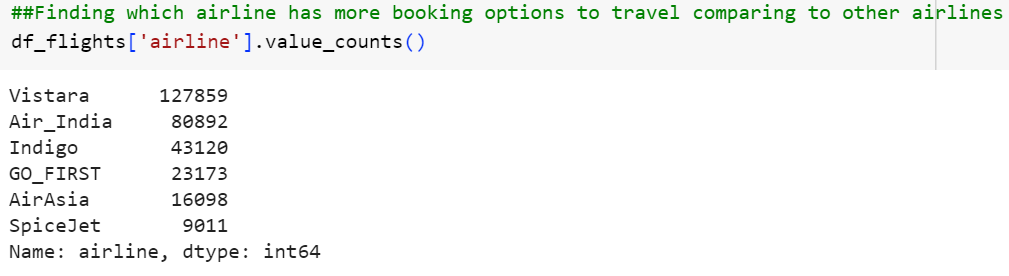 ##Finding which airline has more booking options to travel comparing to other airlines
df_flights['airline'].value_counts()
Vistara      127859
Air_India     80892
Indigo        43120
GO_FIRST      23173
AirAsia       16098
SpiceJet       9011
Name: airline, dtype: int64